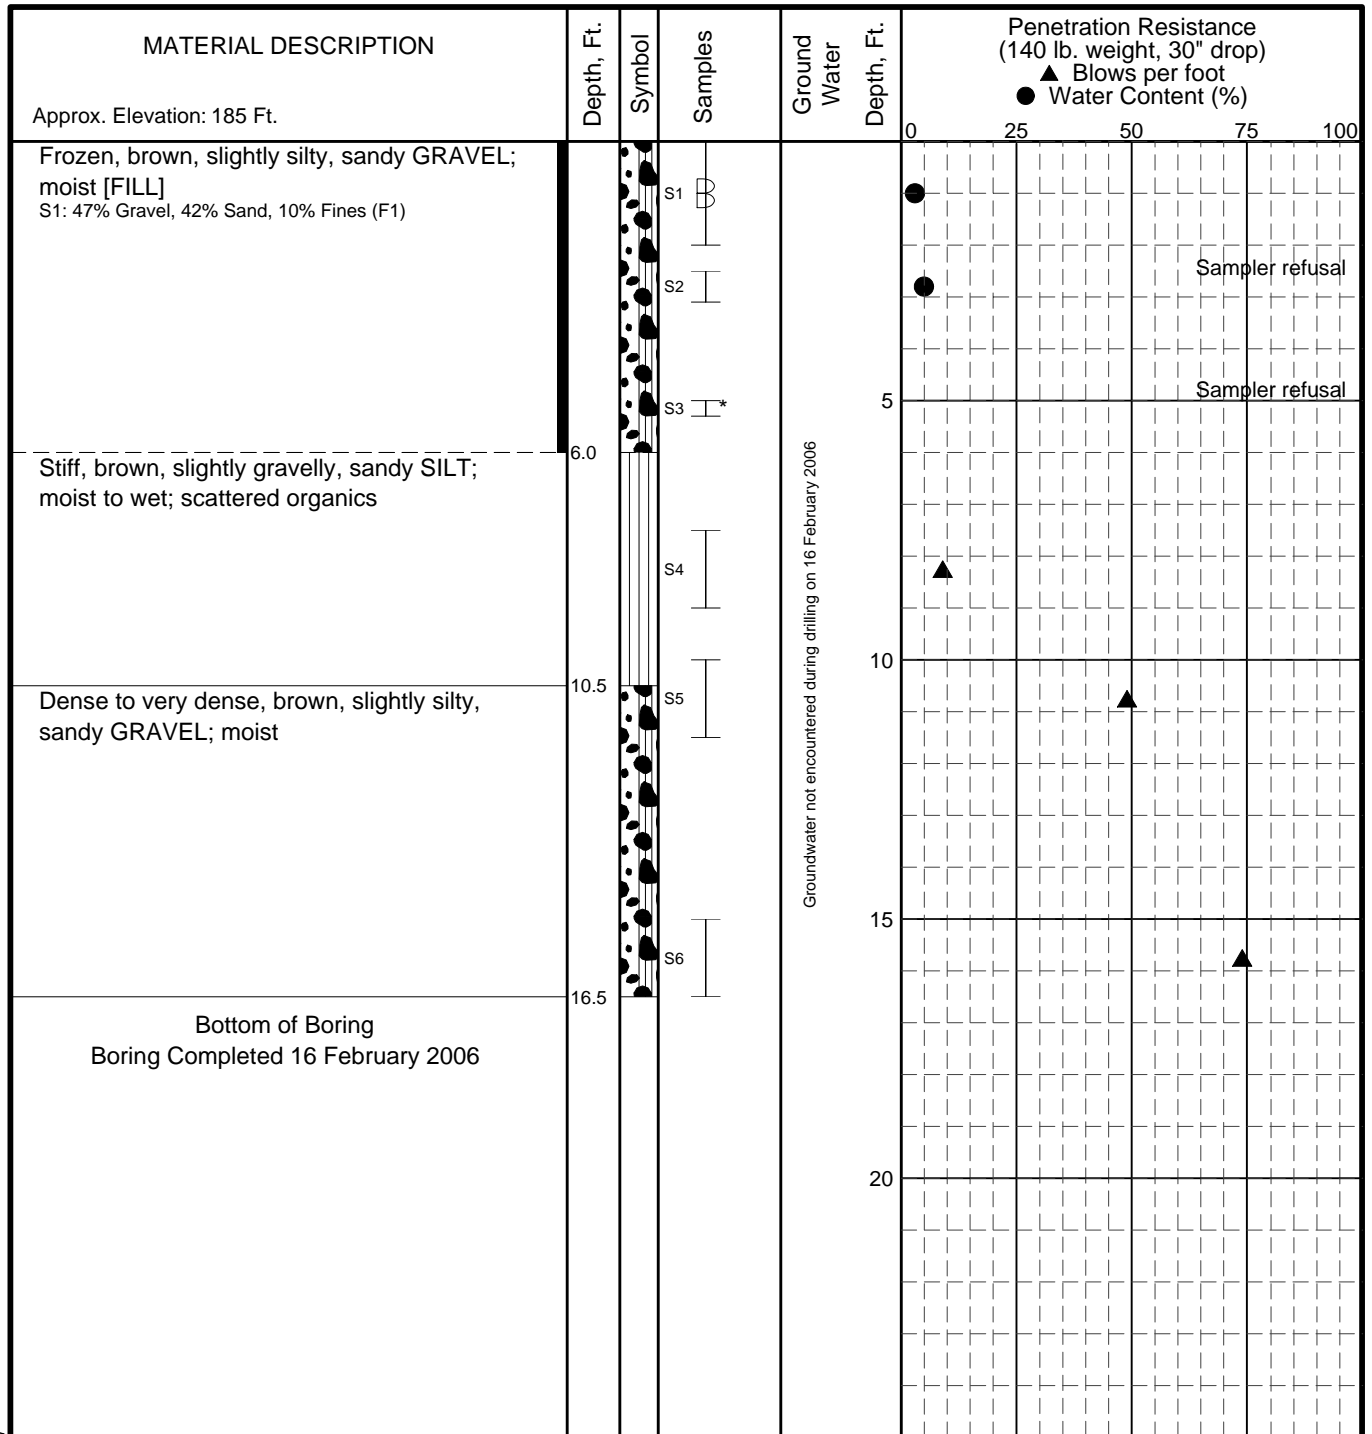 MATERIAL DESCRIPTION
Approx. Elevation: 185 Ft.
Depth, Ft.
Symbol
Samples
Ground
Water
Depth, Ft.
Penetration Resistance
(140 lb. weight, 30" drop)
▲ Blows per foot
● Water Content (%)
0 25 50 75 100
Frozen, brown, slightly silty, sandy GRAVEL;
moist [FILL]
S1: 47% Gravel, 42% Sand, 10% Fines (F1)
S1
Sampler refusal
S2
Sampler refusal
5
S3 *
6.0
Stiff, brown, slightly gravelly, sandy SILT;
moist to wet; scattered organics
Groundwater not encountered during drilling on 16 February 2006
S4
10
10.5
Dense to very dense, brown, slightly silty,
sandy GRAVEL; moist
S5
15
S6
16.5
Bottom of Boring
Boring Completed 16 February 2006
20